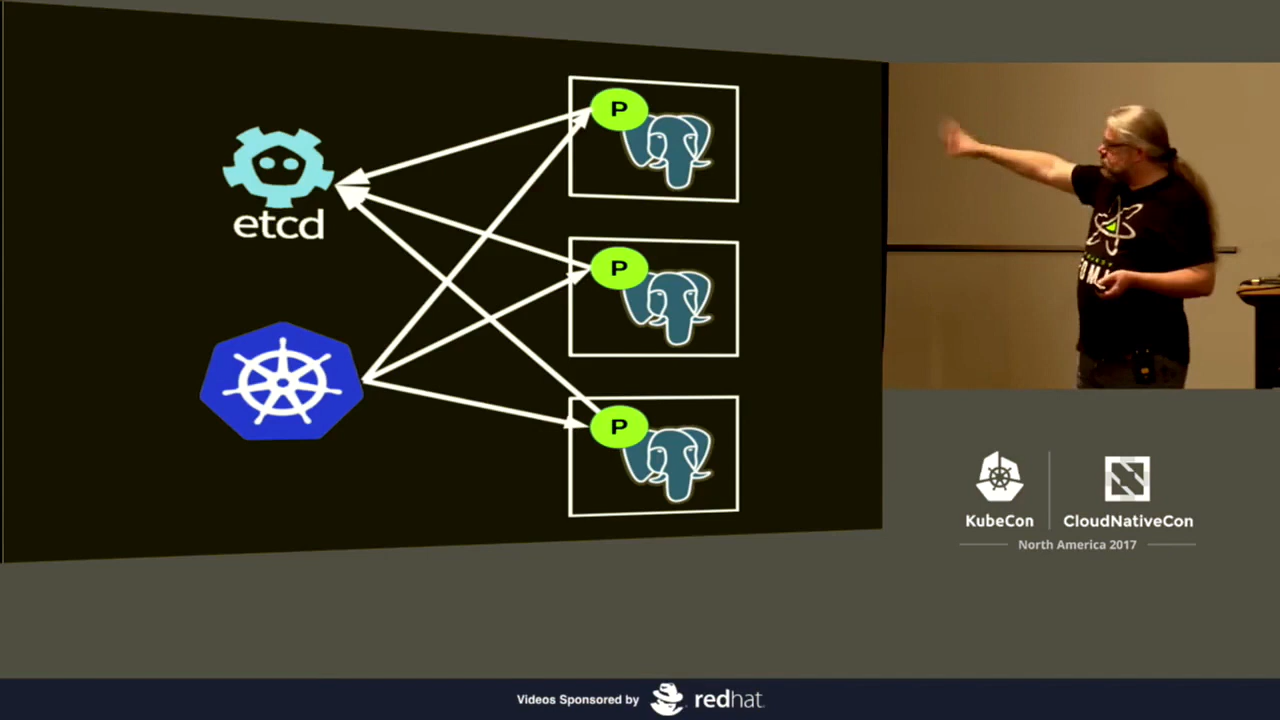 etcd
P
P
P
KubeCon
CloudNativeCon
North America 2017
Videos Sponsored by
redhat.